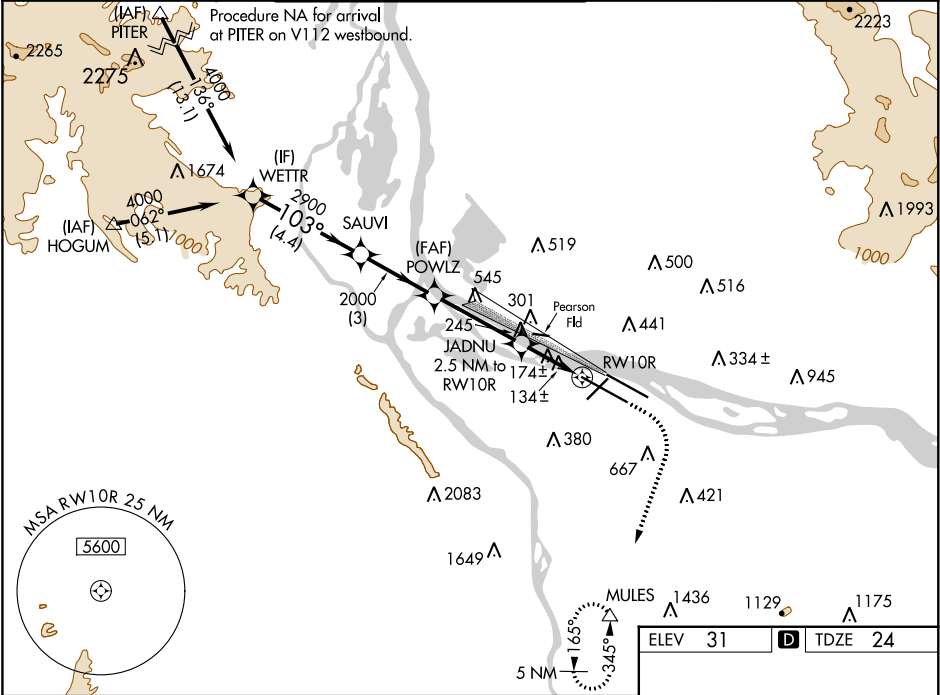 (IAF)
PITER
Procedure NA for arrival
at PITER on V112 westbound.
2265
2275
2223
4000
136°
(13.1)
1674
(IF)
WETTR
4000
062°
(5.1)
(IAF)
HOGUM
1000
2900
103°
(4.4)
SAUVI
(FAF)
POWLZ
2000
(3)
519
500
516
1993
1000
545
301
Pearson
Fld
441
245
JADNU
2.5 NM to
RW10R
174±
134±
RW10R
334±
945
380
667
421
2083
1649
MSA RW10R 25 NM
5600
MULES
1436
1129
1175
165°
345°
5 NM
ELEV 31
D
TDZE 24